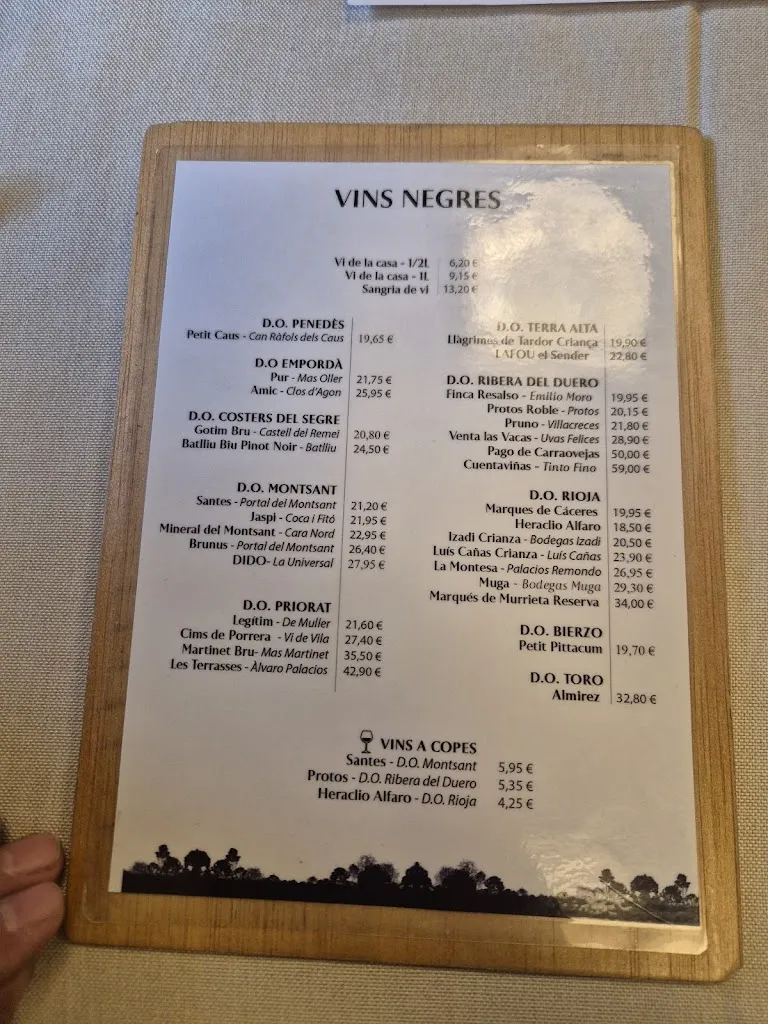 VINS NEGRES
Vi de la casa - 1/2L 6,20 €
Vi de la casa - 1L 9,15 €
Sangria de vi 13,20 €
D.O. PENEDÈS
Petit Caus - Can Ràfols dels Caus 19,65 €
D.O EMPORDÀ
Pur - Mas Oller 21,75 €
Amic - Clos d'Agon 25,95 €
D.O. COSTERS DEL SEGRE
Gotim Bru - Castell del Remei 20,80 €
Batlliu Biu Pinot Noir - Batlliu 24,50 €
D.O. MONTSANT
Santes - Portal del Montsant 21,20 €
Jaspi - Coca i Fitó 21,95 €
Mineral del Montsant - Cara Nord 22,95 €
Brunus - Portal del Montsant 26,40 €
DIDO- La Universal 27,95 €
D.O. PRIORAT
Legítim - De Muller 21,60 €
Cims de Porrera - Vi de Vila 27,40 €
Martinet Bru- Mas Martinet 35,50 €
Les Terrasses - Àlvaro Palacios 42,90 €
D.O. TERRA ALTA
Llàgrimes de Tardor Criança 19,90 €
LAFOU el Sender 22,80 €
D.O. RIBERA DEL DUERO
Finca Resalso - Emilio Moro 19,95 €
Protos Roble - Protos 20,15 €
Pruno - Villacreces 21,80 €
Venta las Vacas - Uvas Felices 28,90 €
Pago de Carraovejas 50,00 €
Cuentaviñas - Tinto Fino 59,00 €
D.O. RIOJA
Marques de Cáceres 19,95 €
Heraclio Alfaro 18,50 €
Izadi Crianza - Bodegas Izadi 20,50 €
Luís Cañas Crianza - Luís Cañas 23,90 €
La Montesa - Palacios Remondo 26,95 €
Muga - Bodegas Muga 29,30 €
Marqués de Murrieta Reserva 34,00 €
D.O. BIERZO
Petit Pittacum 19,70 €
D.O. TORO
Almirez 32,80 €
VINS A COPES
Santes - D.O. Montsant 5,95 €
Protos - D.O. Ribera del Duero 5,35 €
Heraclio Alfaro - D.O. Rioja 4,25 €